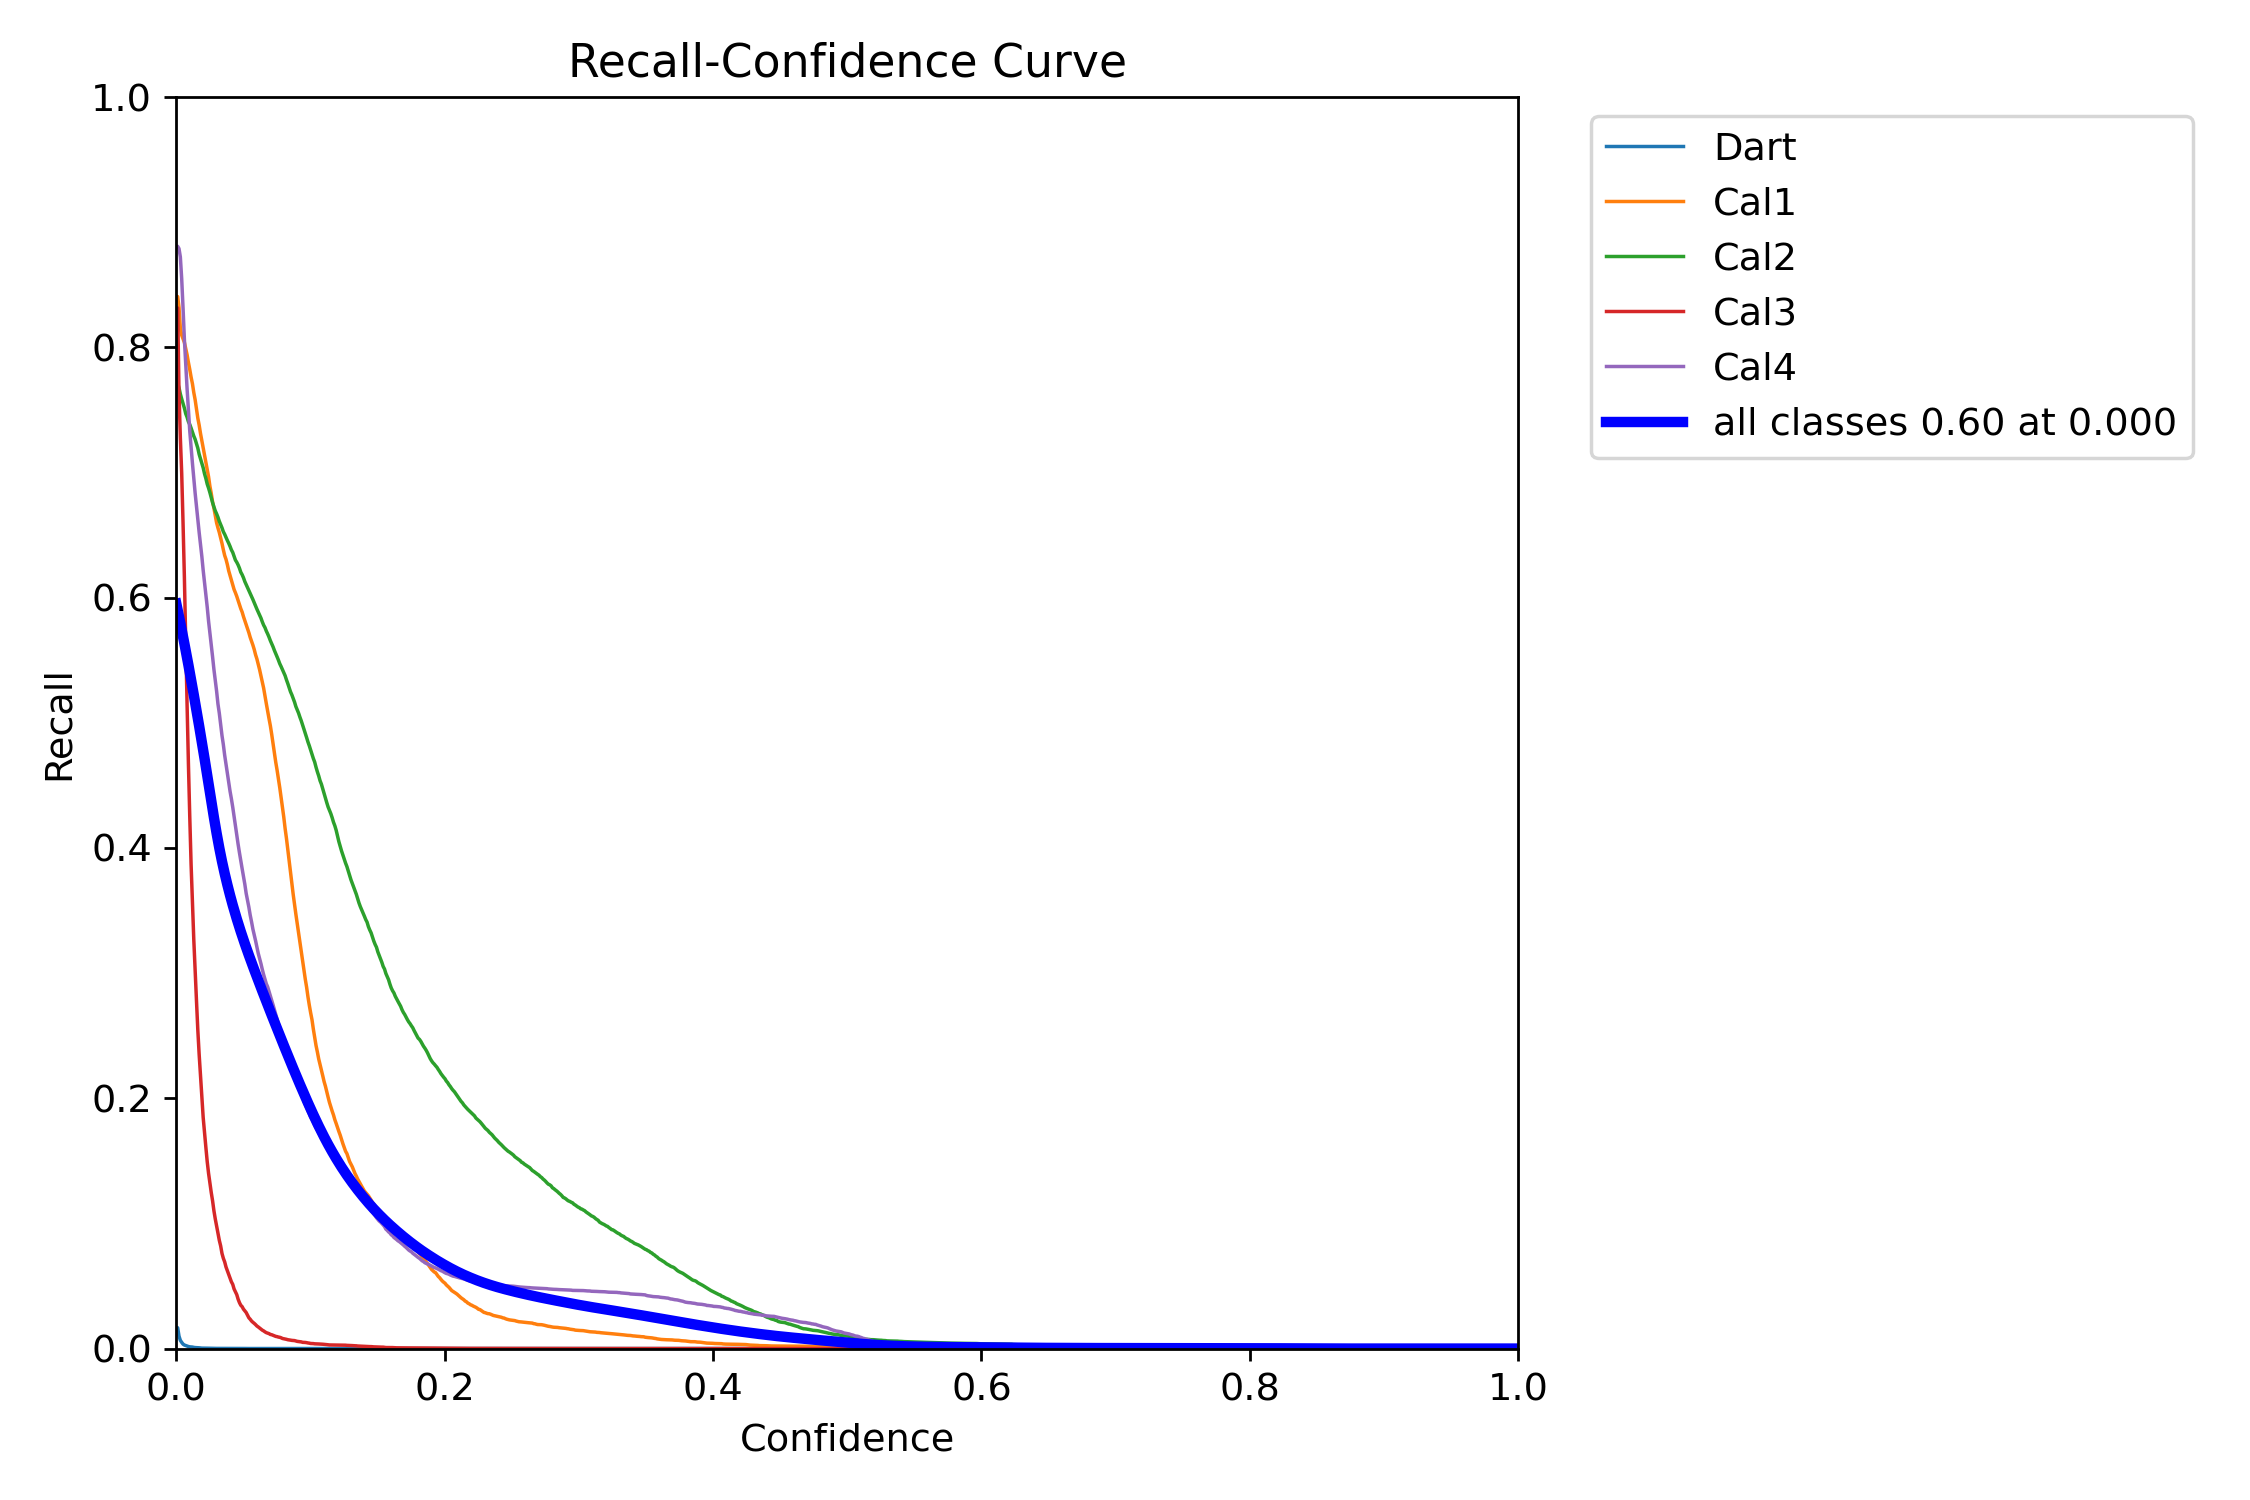 Recall-Confidence Curve
1.0
0.8
0.6
0.4
0.2
0.0
Recall
0.0 0.2 0.4 0.6 0.8 1.0
Confidence
Dart
Cal1
Cal2
Cal3
Cal4
all classes 0.60 at 0.000